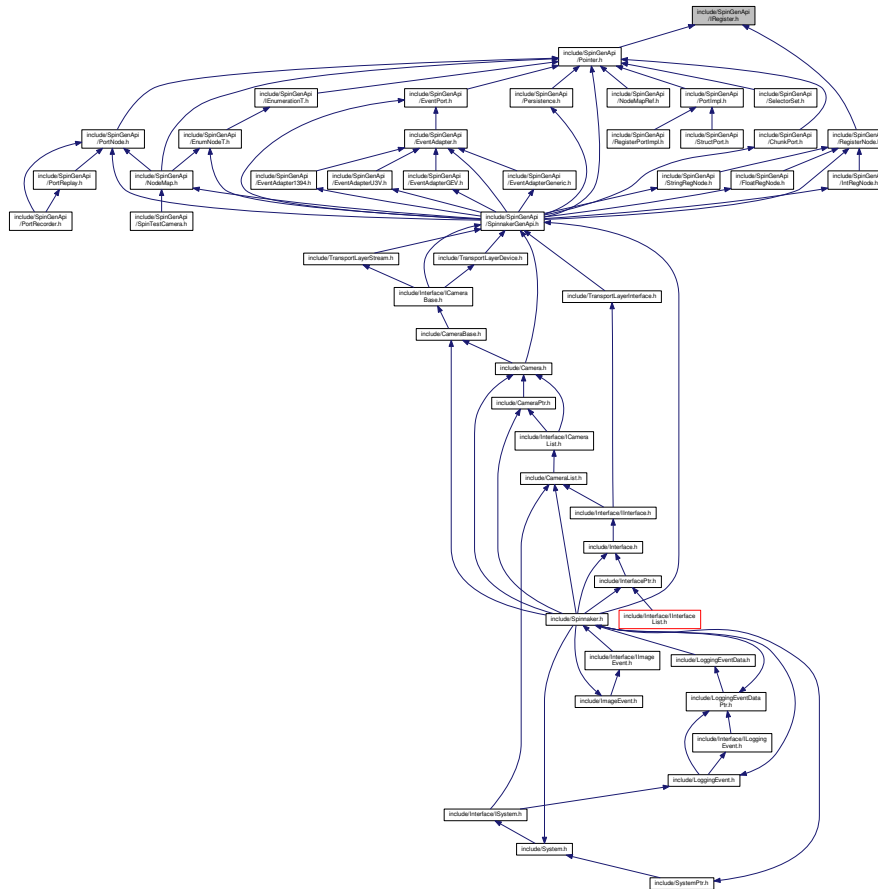 include/SpinGenApi
/IRegister.h
include/SpinGenApi
/Pointer.h
include/SpinGenApi
/IEnumerationT.h
include/SpinGenApi
/EventPort.h
include/SpinGenApi
/Persistence.h
include/SpinGenApi
/NodeMapRef.h
include/SpinGenApi
/PortImpl.h
include/SpinGenApi
/SelectorSet.h
include/SpinGenApi
/PortNode.h
include/SpinGenApi
/EnumNodeT.h
include/SpinGenApi
/EventAdapter.h
include/SpinGenApi
/RegisterPortImpl.h
include/SpinGenApi
/StructPort.h
include/SpinGenApi
/ChunkPort.h
include/SpinGenApi
/RegisterNode.h
include/SpinGenApi
/PortReplay.h
include/SpinGenApi
/NodeMap.h
include/SpinGenApi
/EventAdapter1394.h
include/SpinGenApi
/EventAdapterU3V.h
include/SpinGenApi
/EventAdapterGEV.h
include/SpinGenApi
/EventAdapterGeneric.h
include/SpinGenApi
/StringRegNode.h
include/SpinGenApi
/FloatRegNode.h
include/SpinGenApi
/IntRegNode.h
include/SpinGenApi
/PortRecorder.h
include/SpinGenApi
/SpinTestCamera.h
include/SpinGenApi
/SpinnakerGenApi.h
include/TransportLayerStream.h
include/TransportLayerDevice.h
include/Interface/ICamera
Base.h
include/TransportLayerInterface.h
include/CameraBase.h
include/Camera.h
include/CameraPtr.h
include/Interface/ICamera
List.h
include/CameraList.h
include/Interface/IInterface.h
include/Interface.h
include/InterfacePtr.h
include/Spinnaker.h
include/Interface/IInterface
List.h
include/Interface/IImage
Event.h
include/LoggingEventData.h
include/ImageEvent.h
include/LoggingEventData
Ptr.h
include/Interface/ILogging
Event.h
include/LoggingEvent.h
include/Interface/ISystem.h
include/System.h
include/SystemPtr.h